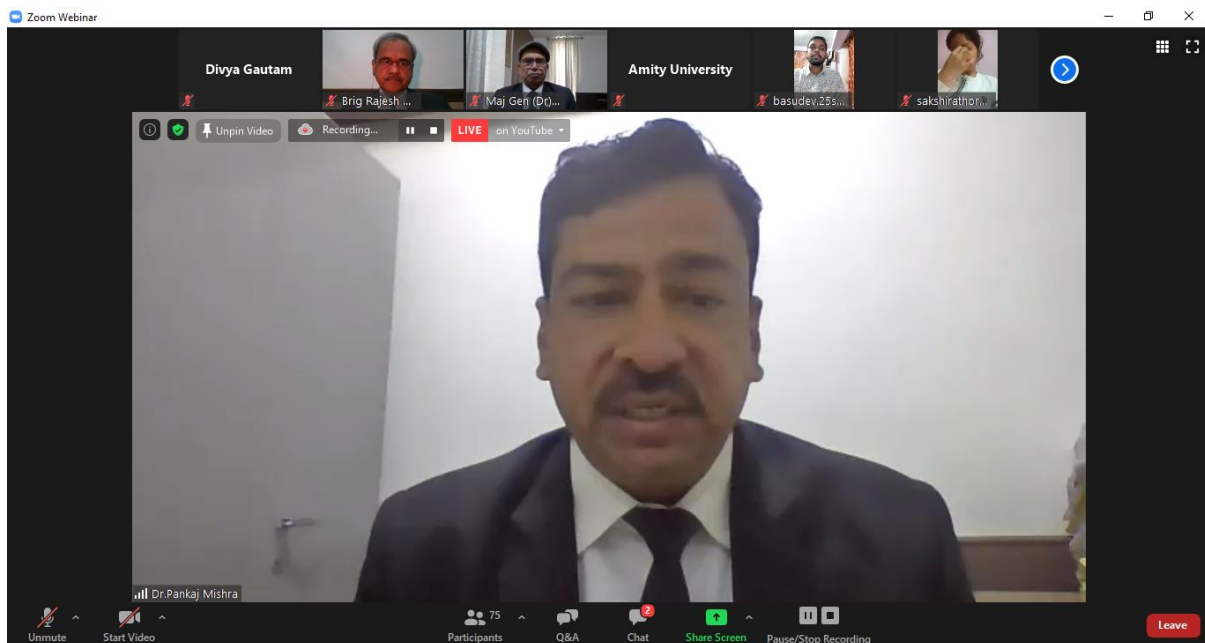 Zoom Webinar
Divya Gautam
Brig Rajesh ...
Maj Gen (Dr)...
Amity University
basudev.25s...
sakshirathor...
Unpin Video
Recording...
LIVE on YouTube
Dr.Pankaj Mishra
Unmute
Start Video
75
Participants
Q&A
2
Chat
Share Screen
Pause/Stop Recording
Leave